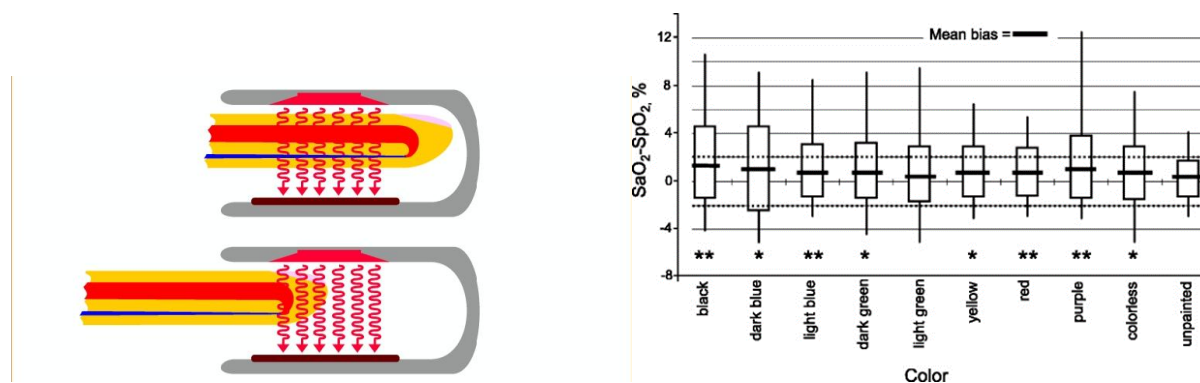 Mean bias =
SaO2-SpO2, %
12
8
4
0
-4
-8
** * ** * * ** ** *
black
dark blue
light blue
dark green
light green
yellow
red
purple
colorless
unpainted
Color